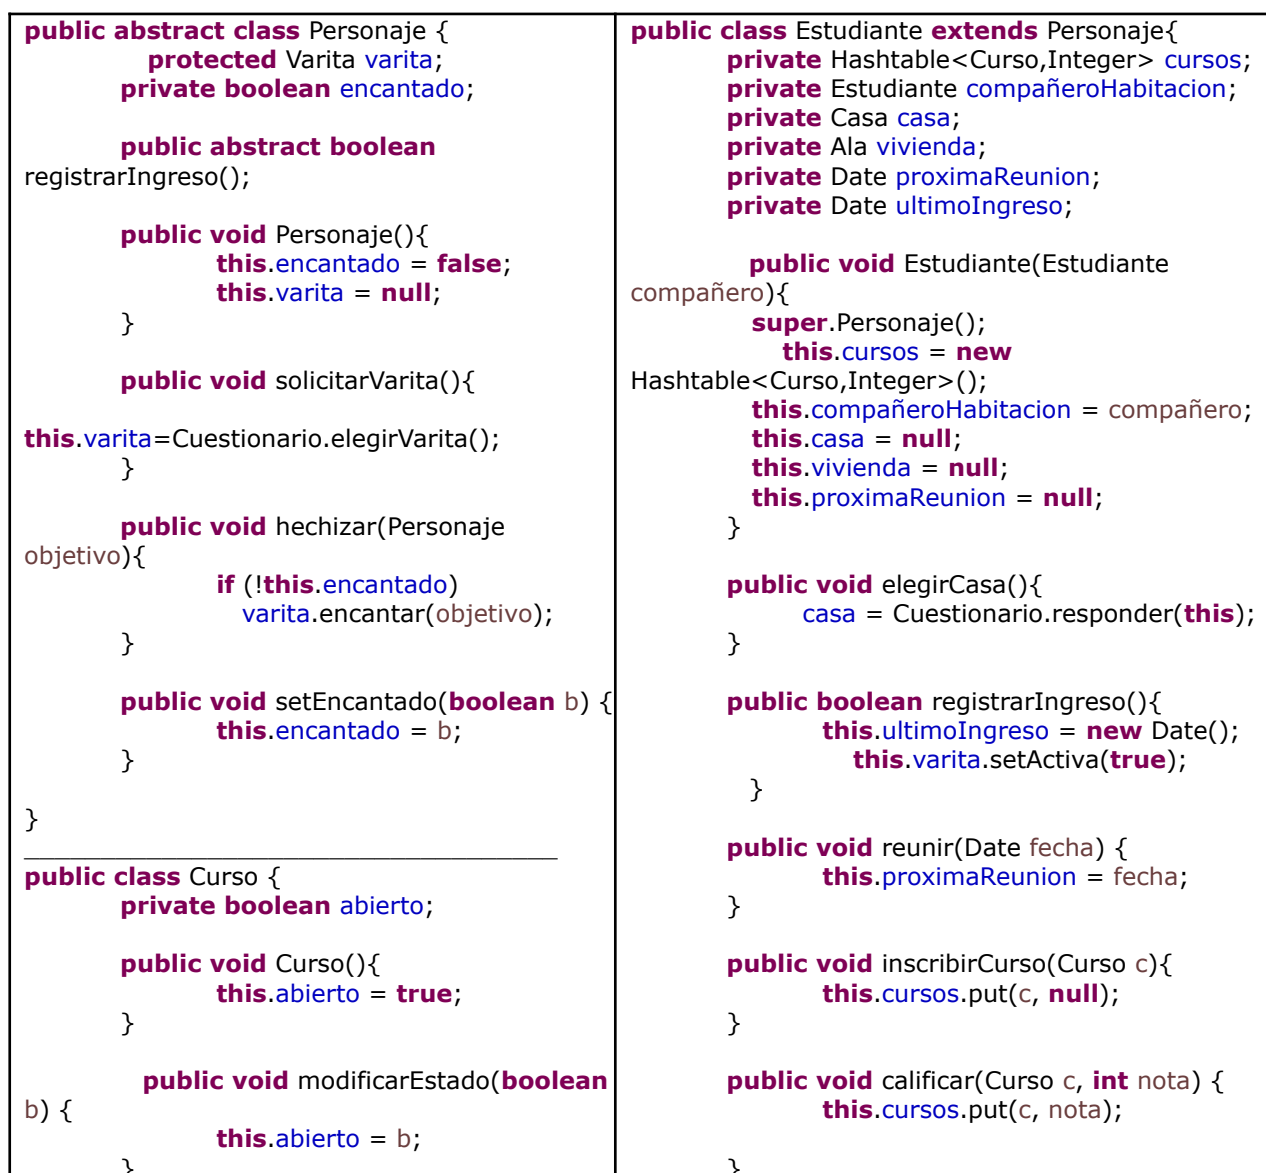 public abstract class Personaje {
protected Varita varita;
private boolean encantado;
public abstract boolean
registrarIngreso();
public void Personaje(){
this.encantado = false;
this.varita = null;
}
public void solicitarVarita(){
this.varita=Cuestionario.elegirVarita();
}
public void hechizar(Personaje
objetivo){
if (!this.encantado)
varita.encantar(objetivo);
}
public void setEncantado(boolean b) {
this.encantado = b;
}
}
public class Curso {
private boolean abierto;
public void Curso(){
this.abierto = true;
}
public void modificarEstado(boolean
b) {
this.abierto = b;
}
public class Estudiante extends Personaje{
private Hashtable<Curso,Integer> cursos;
private Estudiante compañeroHabitacion;
private Casa casa;
private Ala vivienda;
private Date proximaReunion;
private Date ultimoIngreso;
public void Estudiante(Estudiante
compañero){
super.Personaje();
this.cursos = new
Hashtable<Curso,Integer>();
this.compañeroHabitacion = compañero;
this.casa = null;
this.vivienda = null;
this.proximaReunion = null;
}
public void elegirCasa(){
casa = Cuestionario.responder(this);
}
public boolean registrarIngreso(){
this.ultimoIngreso = new Date();
this.varita.setActiva(true);
}
public void reunir(Date fecha) {
this.proximaReunion = fecha;
}
public void inscribirCurso(Curso c){
this.cursos.put(c, null);
}
public void calificar(Curso c, int nota) {
this.cursos.put(c, nota);
}